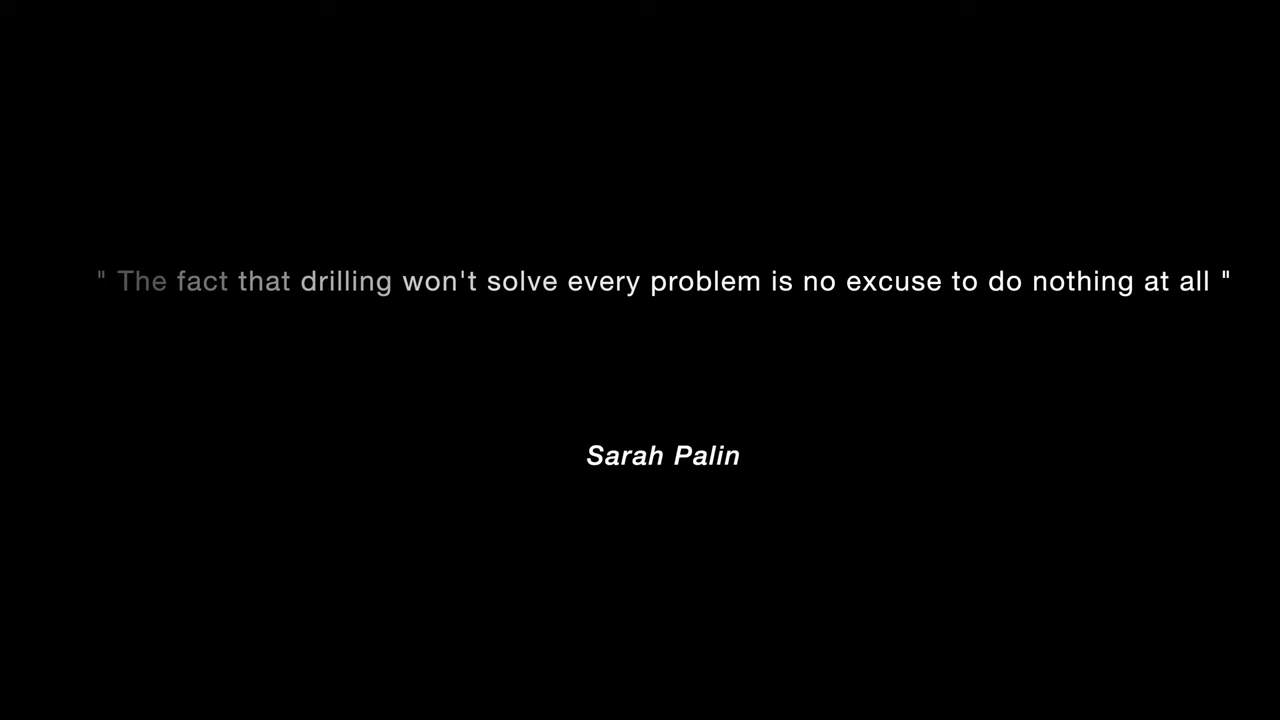 " The fact that drilling won't solve every problem is no excuse to do nothing at all "
Sarah Palin